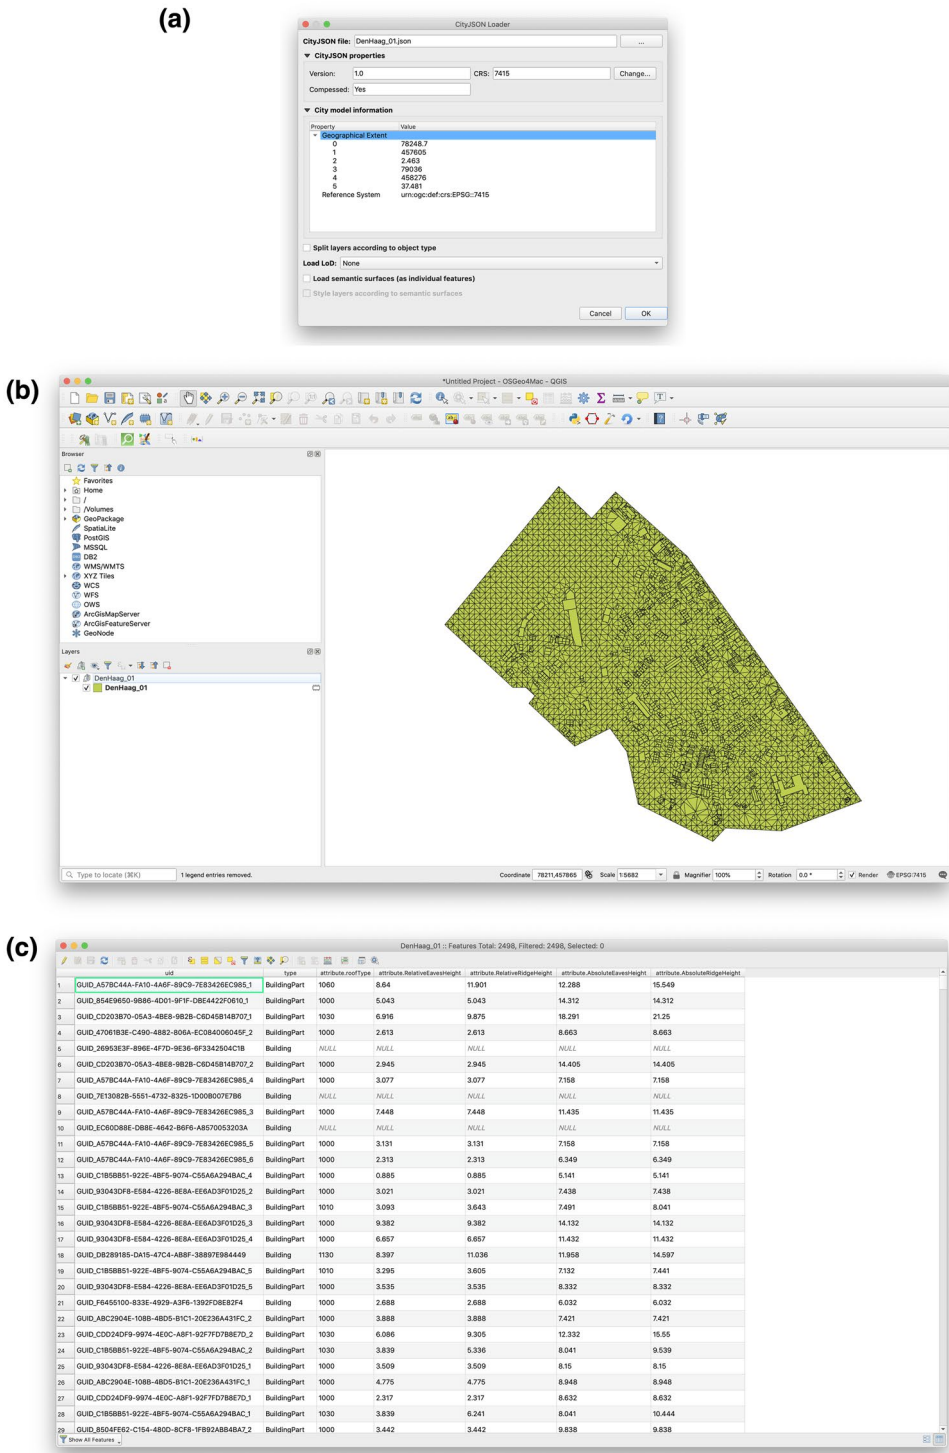 (a)
CityJSON Loader
CityJSON file: DenHaag_01.json ...
CityJSON properties
Version: 1.0 CRS: 7415 Change...
Compessed: Yes
City model information
Property Value
Geographical Extent
0 78248.7
1 457605
2 2.463
3 79036
4 458276
5 37.481
Reference System urn:ogc:def:crs:EPSG::7415
Split layers according to object type
Load LoD: None
Load semantic surfaces (as individual features)
Style layers according to semantic surfaces
Cancel OK
(b)
*Untitled Project - OSGeo4Mac - QGIS
Browser
Favorites
Home
/
/Volumes
GeoPackage
SpatiaLite
PostGIS
MSSQL
DB2
WMS/WMTS
XYZ Tiles
WCS
WFS
OWS
ArcGisMapServer
ArcGisFeatureServer
GeoNode
Layers
DenHaag_01
DenHaag_01
Type to locate (⌘K) 1 legend entries removed. Coordinate 78211,457865 Scale 1:5682 Magnifier 100% Rotation 0.0 ° Render EPSG:7415
(c)
DenHaag_01 :: Features Total: 2498, Filtered: 2498, Selected: 0
uid type attribute.roofType attribute.RelativeEavesHeight attribute.RelativeRidgeHeight attribute.AbsoluteEavesHeight attribute.AbsoluteRidgeHeight
1 GUID_A57BC44A-FA10-4A6F-89C9-7E83426EC985_1 BuildingPart 1060 8.64 11.901 12.288 15.549
2 GUID_854E9650-9B86-4D01-9F1F-DBE4422F0610_1 BuildingPart 1000 5.043 5.043 14.312 14.312
3 GUID_CD203B70-05A3-4BE8-9B2B-C6D45B14B707_1 BuildingPart 1030 6.916 9.875 18.291 21.25
4 GUID_47061B3E-C490-4882-806A-EC084006045F_2 BuildingPart 1000 2.613 2.613 8.663 8.663
5 GUID_26953E3F-896E-4F7D-9E36-6F3342504C1B Building NULL NULL NULL NULL NULL
6 GUID_CD203B70-05A3-4BE8-9B2B-C6D45B14B707_2 BuildingPart 1000 2.945 2.945 14.405 14.405
7 GUID_A57BC44A-FA10-4A6F-89C9-7E83426EC985_4 BuildingPart 1000 3.077 3.077 7.158 7.158
8 GUID_7E13082B-5551-4732-8325-1D00B007E7B6 Building NULL NULL NULL NULL NULL
9 GUID_A57BC44A-FA10-4A6F-89C9-7E83426EC985_3 BuildingPart 1000 7.448 7.448 11.435 11.435
10 GUID_EC60D88E-DBBE-4642-B6F6-A8570053203A Building NULL NULL NULL NULL NULL
11 GUID_A57BC44A-FA10-4A6F-89C9-7E83426EC985_5 BuildingPart 1000 3.131 3.131 7.158 7.158
12 GUID_A57BC44A-FA10-4A6F-89C9-7E83426EC985_6 BuildingPart 1000 2.313 2.313 6.349 6.349
13 GUID_C1B5BB51-922E-4BF5-9074-C55A6A294BAC_4 BuildingPart 1000 0.885 0.885 5.141 5.141
14 GUID_93043DF8-E584-4226-8E8A-EE6AD3F01D25_2 BuildingPart 1000 3.021 3.021 7.438 7.438
15 GUID_C1B5BB51-922E-4BF5-9074-C55A6A294BAC_3 BuildingPart 1010 3.093 3.643 7.491 8.041
16 GUID_93043DF8-E584-4226-8E8A-EE6AD3F01D25_3 BuildingPart 1000 9.382 9.382 14.132 14.132
17 GUID_93043DF8-E584-4226-8E8A-EE6AD3F01D25_4 BuildingPart 1000 6.657 6.657 11.432 11.432
18 GUID_DB289185-DA15-47C4-AB8F-38897E984449 Building 1130 8.397 11.036 11.958 14.597
19 GUID_C1B5BB51-922E-4BF5-9074-C55A6A294BAC_5 BuildingPart 1010 3.295 3.605 7.132 7.441
20 GUID_93043DF8-E584-4226-8E8A-EE6AD3F01D25_5 BuildingPart 1000 3.535 3.535 8.332 8.332
21 GUID_F6455100-833E-4929-A3F6-1392FD8E82F4 Building 1000 2.688 2.688 6.032 6.032
22 GUID_ABC2904E-108B-4BD5-B1C1-20E236A431FC_2 BuildingPart 1000 3.888 3.888 7.421 7.421
23 GUID_CDD24DF9-9974-4E0C-A8F1-92F7FD7B8E7D_2 BuildingPart 1030 6.086 9.305 12.332 15.55
24 GUID_C1B5BB51-922E-4BF5-9074-C55A6A294BAC_2 BuildingPart 1030 3.839 5.336 8.041 9.539
25 GUID_93043DF8-E584-4226-8E8A-EE6AD3F01D25_1 BuildingPart 1000 3.509 3.509 8.15 8.15
26 GUID_ABC2904E-108B-4BD5-B1C1-20E236A431FC_1 BuildingPart 1000 4.775 4.775 8.948 8.948
27 GUID_CDD24DF9-9974-4E0C-A8F1-92F7FD7B8E7D_1 BuildingPart 1000 2.317 2.317 8.632 8.632
28 GUID_C1B5BB51-922E-4BF5-9074-C55A6A294BAC_1 BuildingPart 1030 3.839 6.241 8.041 10.444
29 GUID_8504FE62-C154-480D-8CF8-1FB92ABB4BA7_2 BuildingPart 1000 3.442 3.442 9.838 9.838
Show All Features